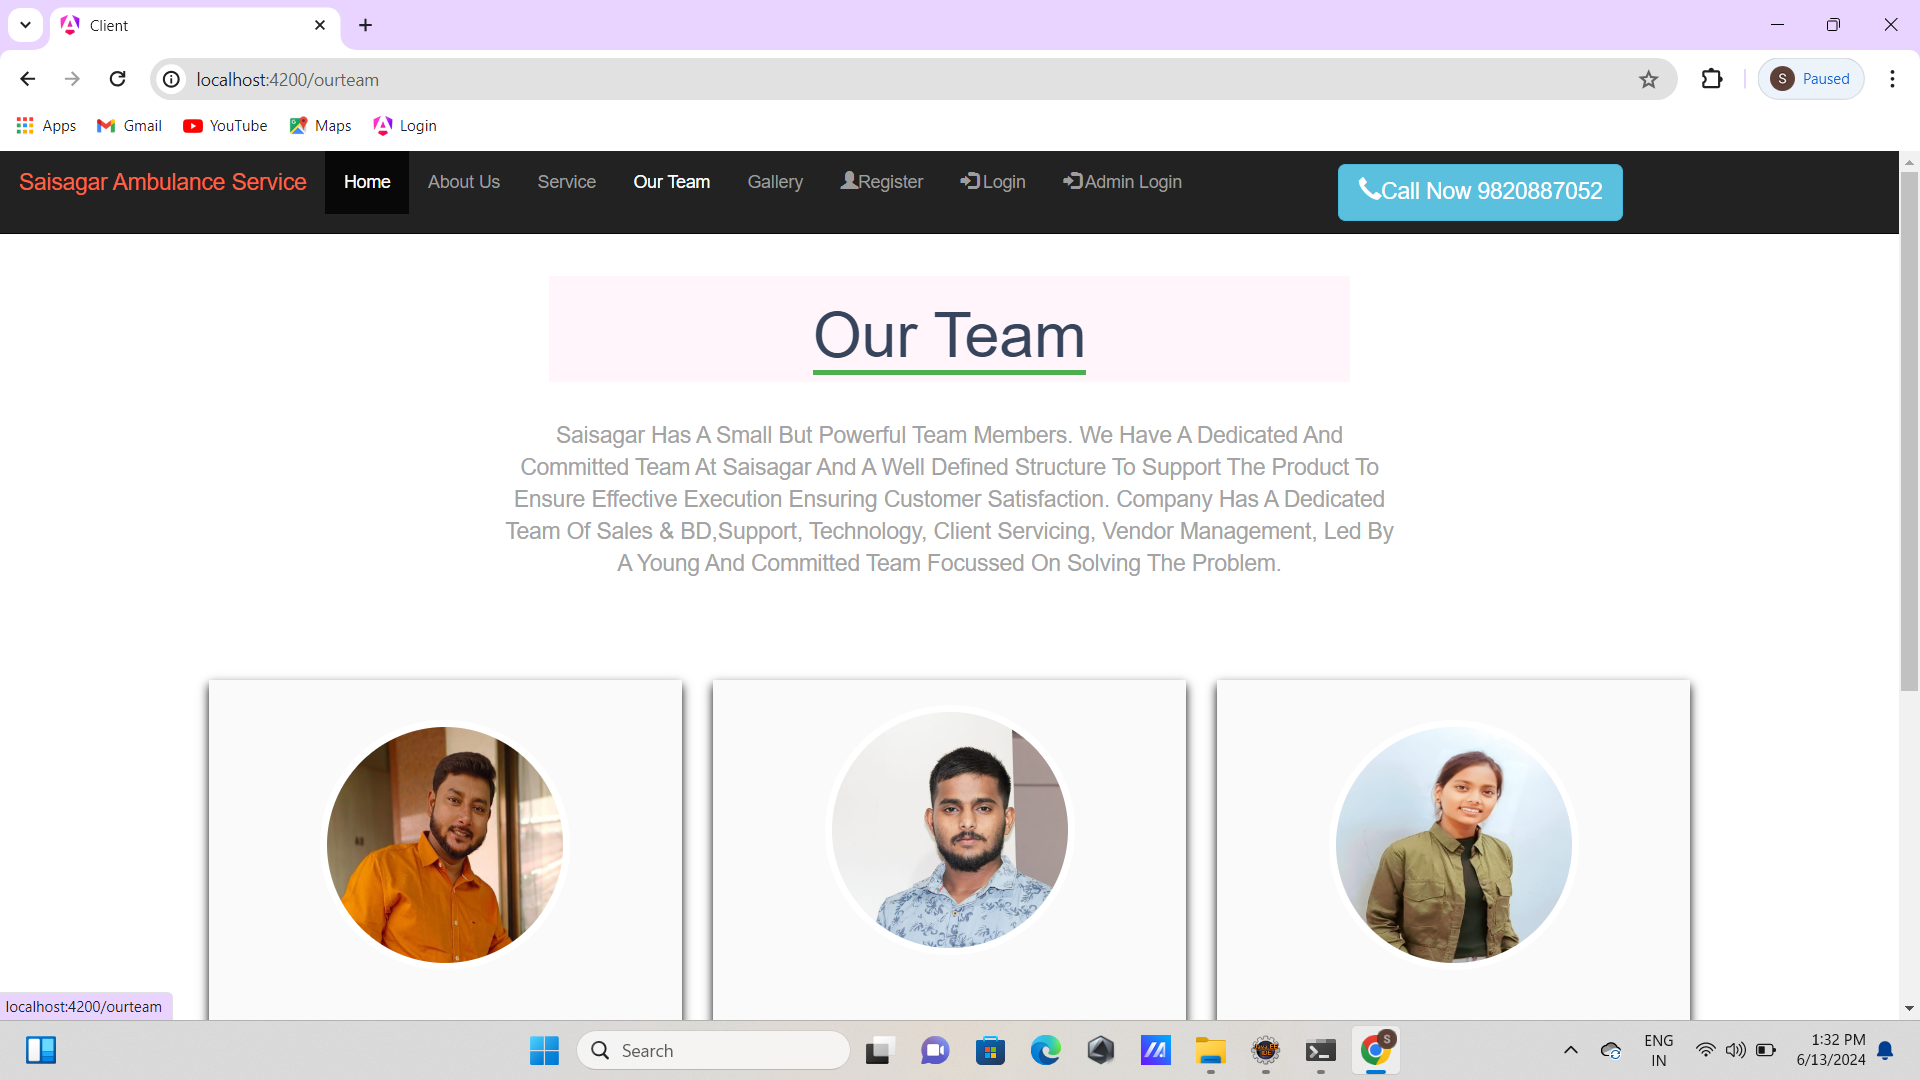 Client
localhost:4200/ourteam
S Paused
Apps Gmail YouTube Maps Login
Saisagar Ambulance Service Home About Us Service Our Team Gallery Register Login Admin Login Call Now 9820887052
Our Team
Saisagar Has A Small But Powerful Team Members. We Have A Dedicated And
Committed Team At Saisagar And A Well Defined Structure To Support The Product To
Ensure Effective Execution Ensuring Customer Satisfaction. Company Has A Dedicated
Team Of Sales & BD,Support, Technology, Client Servicing, Vendor Management, Led By
A Young And Committed Team Focussed On Solving The Problem.
localhost:4200/ourteam
Search
S
ENG
IN
1:32 PM
6/13/2024